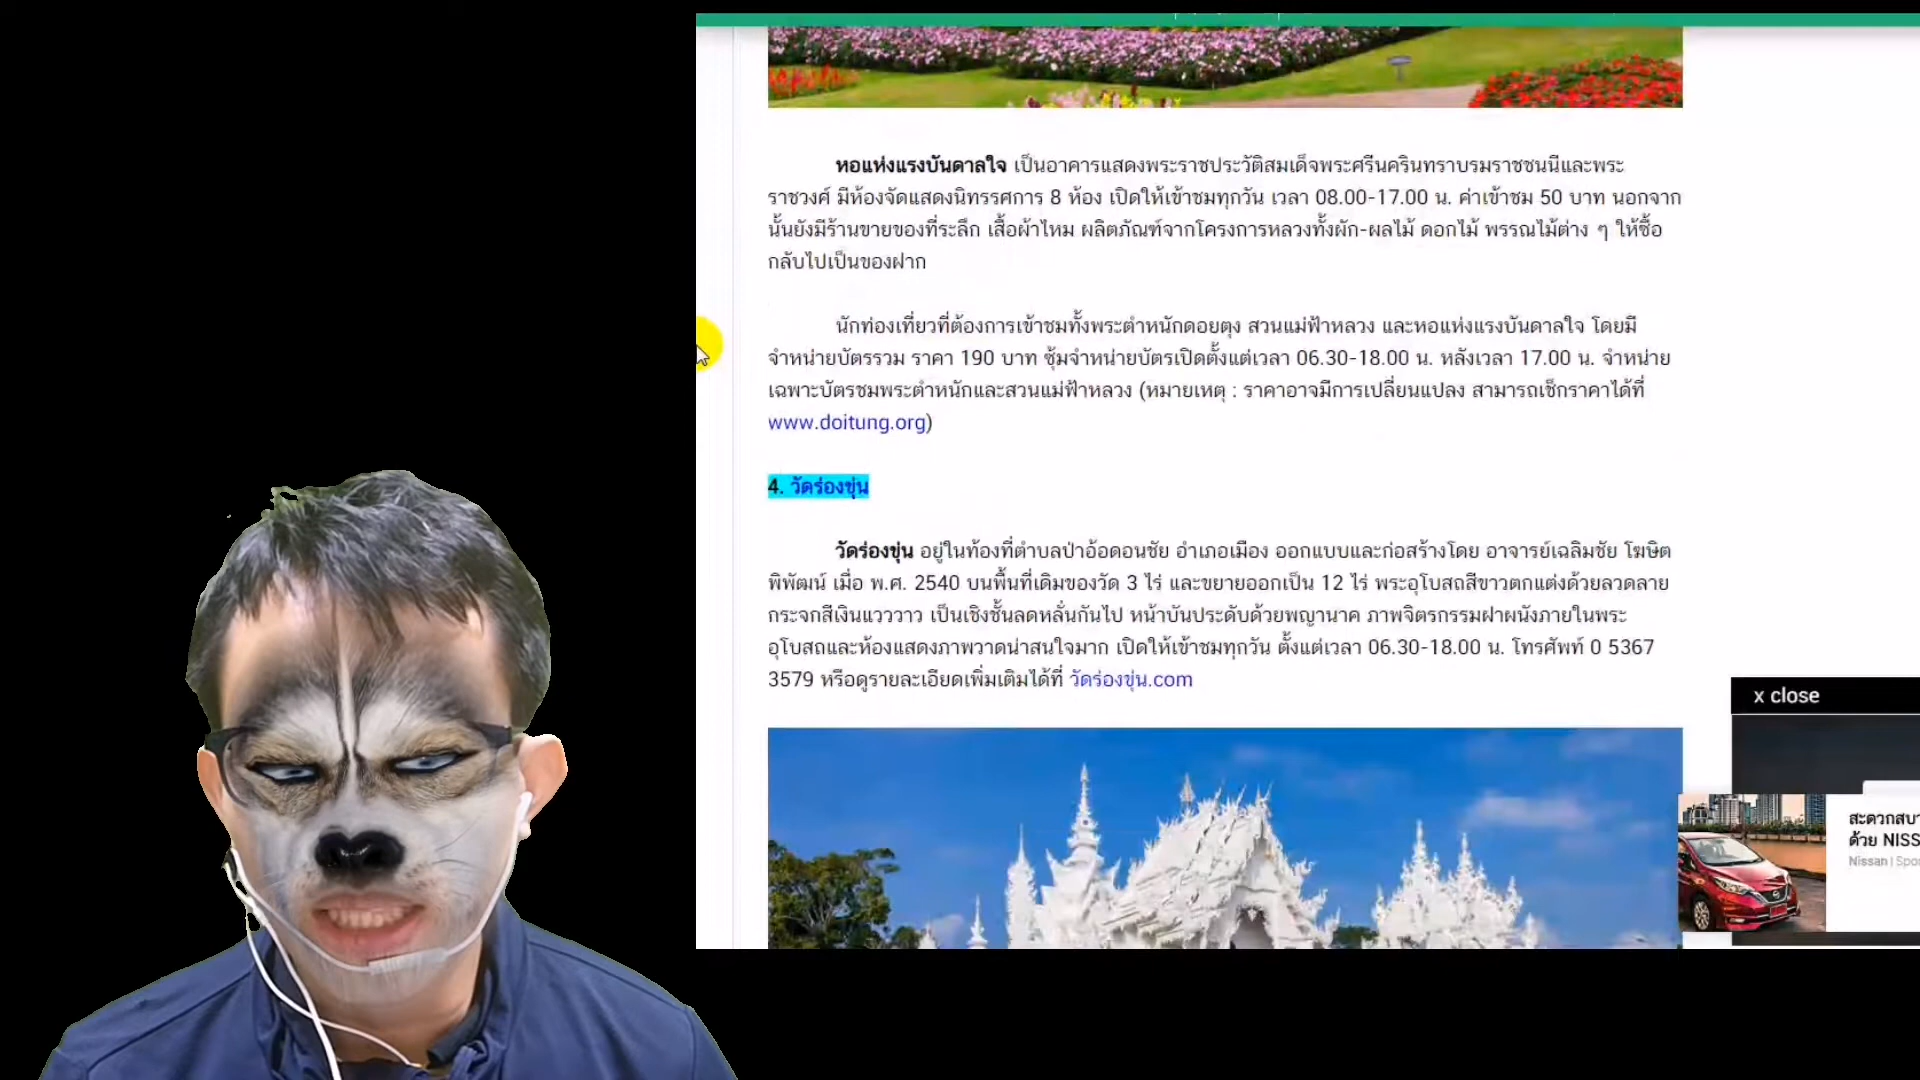 หอแห่งแรงบันดาลใจ เป็นอาคารแสดงพระราชประวัติสมเด็จพระศรีนครินทราบรมราชชนนีและพระ
ราชวงศ์ มีห้องจัดแสดงนิทรรศการ 8 ห้อง เปิดให้เข้าชมทุกวัน เวลา 08.00-17.00 น. ค่าเข้าชม 50 บาท นอกจาก
นั้นยังมีร้านขายของที่ระลึก เสื้อผ้าไหม ผลิตภัณฑ์จากโครงการหลวงทั้งผัก-ผลไม้ ดอกไม้ พรรณไม้ต่าง ๆ ให้ซื้อ
กลับไปเป็นของฝาก
นักท่องเที่ยวที่ต้องการเข้าชมทั้งพระตำหนักดอยตุง สวนแม่ฟ้าหลวง และหอแห่งแรงบันดาลใจ โดยมี
จำหน่ายบัตรรวม ราคา 190 บาท ซุ้มจำหน่ายบัตรเปิดตั้งแต่เวลา 06.30-18.00 น. หลังเวลา 17.00 น. จำหน่าย
เฉพาะบัตรชมพระตำหนักและสวนแม่ฟ้าหลวง (หมายเหตุ : ราคาอาจมีการเปลี่ยนแปลง สามารถเช็กราคาได้ที่
www.doitung.org)
4. วัดร่องขุ่น
วัดร่องขุ่น อยู่ในท้องที่ตำบลป่าอ้อดอนชัย อำเภอเมือง ออกแบบและก่อสร้างโดย อาจารย์เฉลิมชัย โฆษิต
พิพัฒน์ เมื่อ พ.ศ. 2540 บนพื้นที่เดิมของวัด 3 ไร่ และขยายออกเป็น 12 ไร่ พระอุโบสถสีขาวตกแต่งด้วยลวดลาย
กระจกสีเงินแวววาว เป็นเชิงชั้นลดหลั่นกันไป หน้าบันประดับด้วยพญานาค ภาพจิตรกรรมฝาผนังภายในพระ
อุโบสถและห้องแสดงภาพวาดน่าสนใจมาก เปิดให้เข้าชมทุกวัน ตั้งแต่เวลา 06.30-18.00 น. โทรศัพท์ 0 5367
3579 หรือดูรายละเอียดเพิ่มเติมได้ที่ วัดร่องขุ่น.com
x close
สะดวกสบา
ด้วย NISS
Nissan | Spo